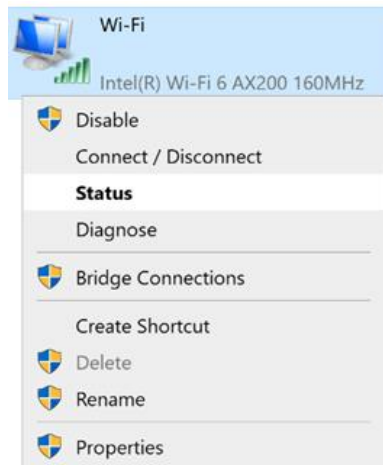 Wi-Fi
Intel(R) Wi-Fi 6 AX200 160MHz
Disable
Connect / Disconnect
Status
Diagnose
Bridge Connections
Create Shortcut
Delete
Rename
Properties